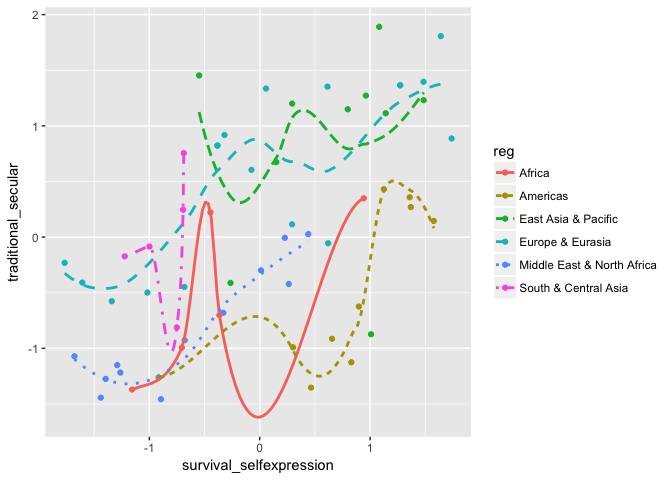 2
1
0
-1
-1
0
1
traditional_secular
survival_selfexpression
reg
Africa
Americas
East Asia & Pacific
Europe & Eurasia
Middle East & North Africa
South & Central Asia